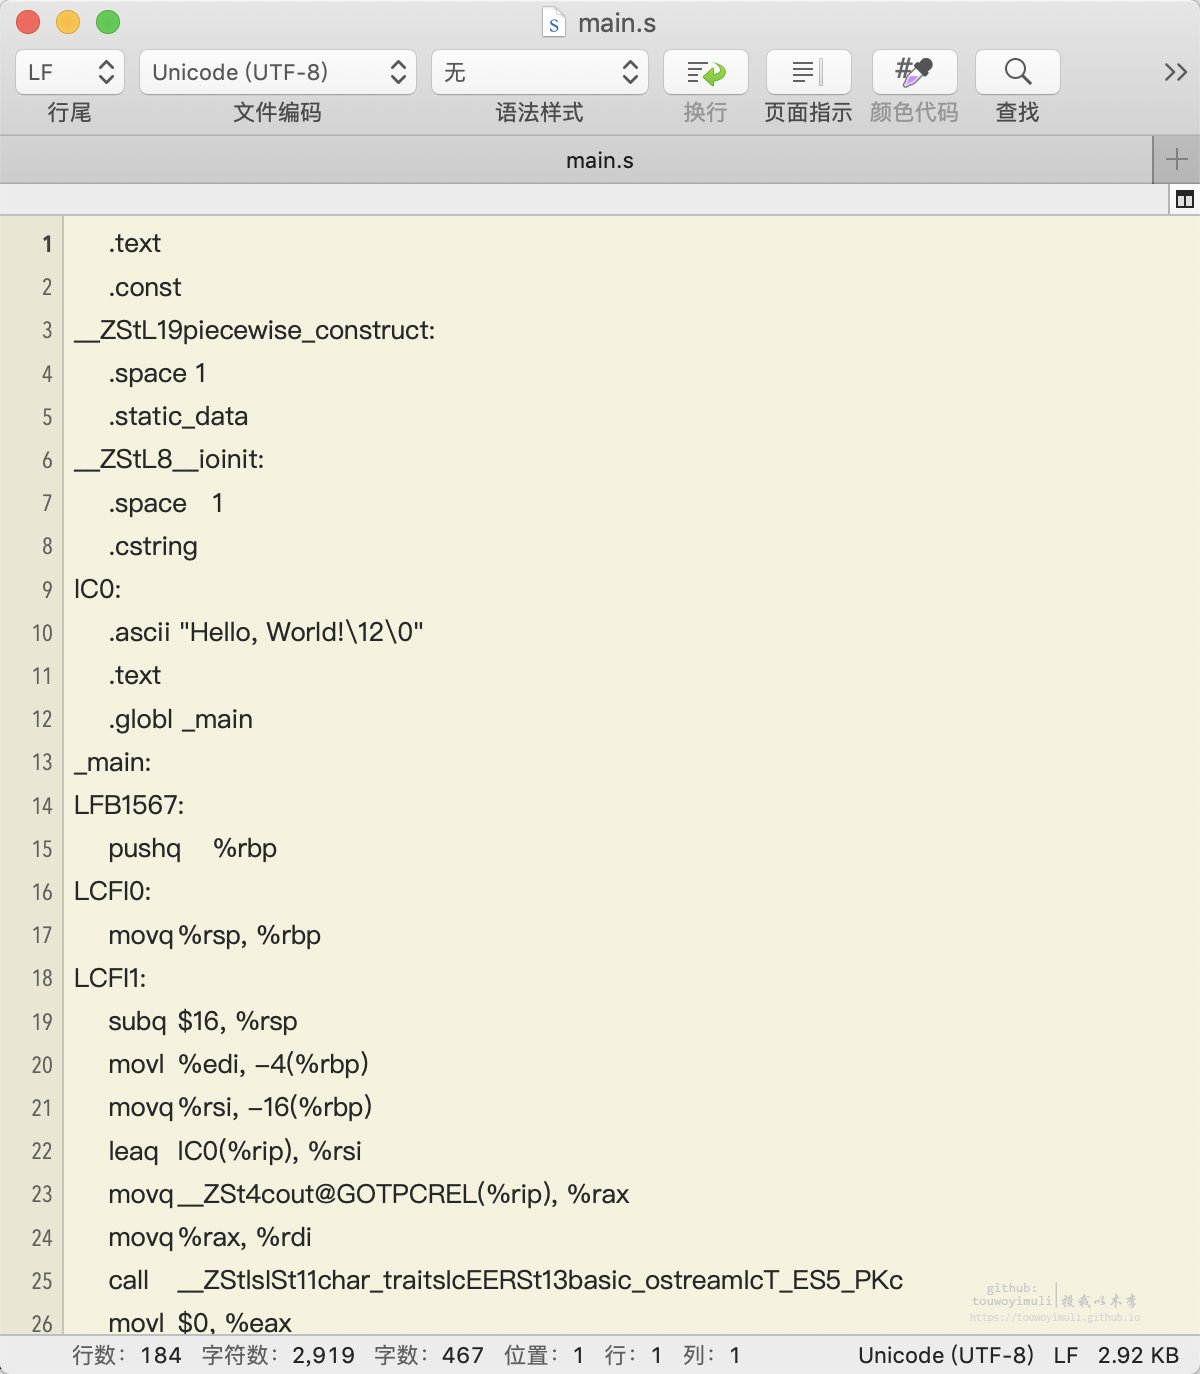 main.s
LF
Unicode (UTF-8)
无
行尾
文件编码
语法样式
换行
页面指示
颜色代码
查找
main.s
1 .text
2 .const
3 __ZStL19piecewise_construct:
4 .space 1
5 .static_data
6 __ZStL8__ioinit:
7 .space 1
8 .cstring
9 lC0:
10 .ascii "Hello, World!\12\0"
11 .text
12 .globl _main
13 _main:
14 LFB1567:
15 pushq %rbp
16 LCFI0:
17 movq %rsp, %rbp
18 LCFI1:
19 subq $16, %rsp
20 movl %edi, -4(%rbp)
21 movq %rsi, -16(%rbp)
22 leaq lC0(%rip), %rsi
23 movq __ZSt4cout@GOTPCREL(%rip), %rax
24 movq %rax, %rdi
25 call __ZStlsISt11char_traitsIcEERSt13basic_ostreamIcT_ES5_PKc
26 movl $0, %eax
github:
touwoyimuli 投我以木李
https://touwoyimuli.github.io
行数: 184 字符数: 2,919 字数: 467 位置: 1 行: 1 列: 1 Unicode (UTF-8) LF 2.92 KB